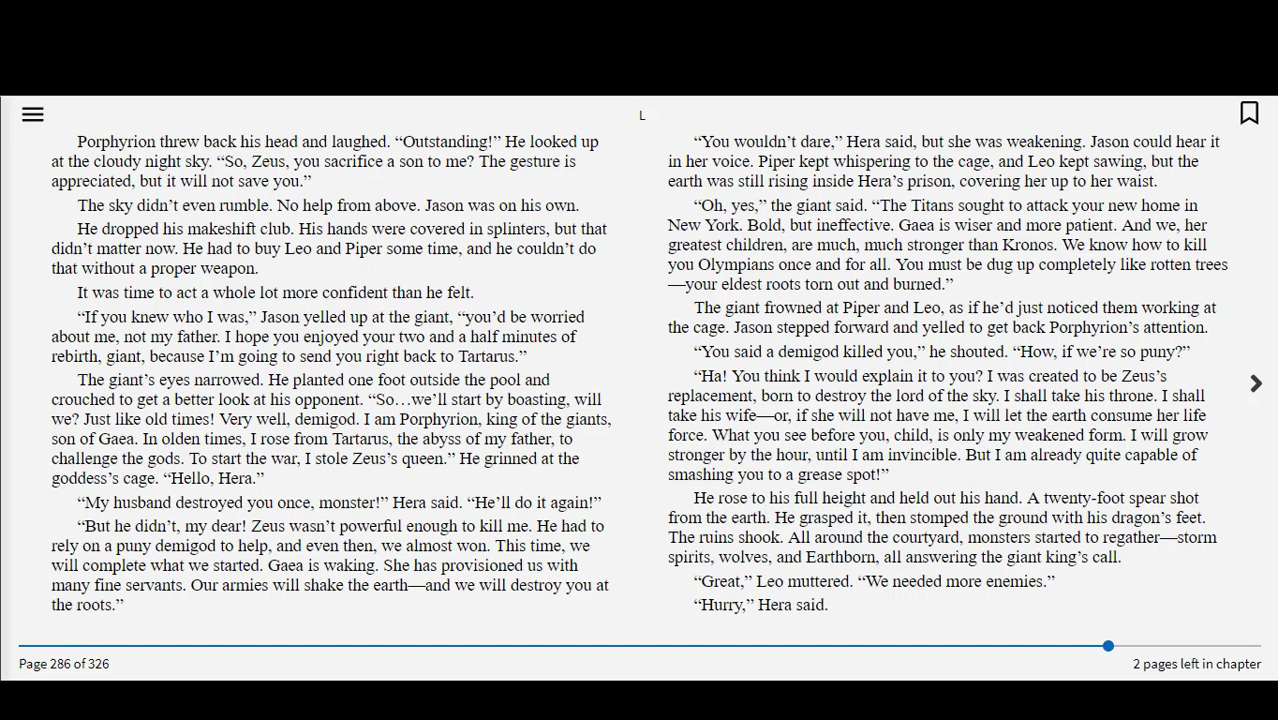 L
Porphyrion threw back his head and laughed. “Outstanding!” He looked up
at the cloudy night sky. “So, Zeus, you sacrifice a son to me? The gesture is
appreciated, but it will not save you.”
The sky didn’t even rumble. No help from above. Jason was on his own.
He dropped his makeshift club. His hands were covered in splinters, but that
didn’t matter now. He had to buy Leo and Piper some time, and he couldn’t do
that without a proper weapon.
It was time to act a whole lot more confident than he felt.
“If you knew who I was,” Jason yelled up at the giant, “you’d be worried
about me, not my father. I hope you enjoyed your two and a half minutes of
rebirth, giant, because I’m going to send you right back to Tartarus.”
The giant’s eyes narrowed. He planted one foot outside the pool and
crouched to get a better look at his opponent. “So…we’ll start by boasting, will
we? Just like old times! Very well, demigod. I am Porphyrion, king of the giants,
son of Gaea. In olden times, I rose from Tartarus, the abyss of my father, to
challenge the gods. To start the war, I stole Zeus’s queen.” He grinned at the
goddess’s cage. “Hello, Hera.”
“My husband destroyed you once, monster!” Hera said. “He’ll do it again!”
“But he didn’t, my dear! Zeus wasn’t powerful enough to kill me. He had to
rely on a puny demigod to help, and even then, we almost won. This time, we
will complete what we started. Gaea is waking. She has provisioned us with
many fine servants. Our armies will shake the earth—and we will destroy you at
the roots.”
“You wouldn’t dare,” Hera said, but she was weakening. Jason could hear it
in her voice. Piper kept whispering to the cage, and Leo kept sawing, but the
earth was still rising inside Hera’s prison, covering her up to her waist.
“Oh, yes,” the giant said. “The Titans sought to attack your new home in
New York. Bold, but ineffective. Gaea is wiser and more patient. And we, her
greatest children, are much, much stronger than Kronos. We know how to kill
you Olympians once and for all. You must be dug up completely like rotten trees
—your eldest roots torn out and burned.”
The giant frowned at Piper and Leo, as if he’d just noticed them working at
the cage. Jason stepped forward and yelled to get back Porphyrion’s attention.
“You said a demigod killed you,” he shouted. “How, if we’re so puny?”
“Ha! You think I would explain it to you? I was created to be Zeus’s
replacement, born to destroy the lord of the sky. I shall take his throne. I shall
take his wife—or, if she will not have me, I will let the earth consume her life
force. What you see before you, child, is only my weakened form. I will grow
stronger by the hour, until I am invincible. But I am already quite capable of
smashing you to a grease spot!”
He rose to his full height and held out his hand. A twenty-foot spear shot
from the earth. He grasped it, then stomped the ground with his dragon’s feet.
The ruins shook. All around the courtyard, monsters started to regather—storm
spirits, wolves, and Earthborn, all answering the giant king’s call.
“Great,” Leo muttered. “We needed more enemies.”
“Hurry,” Hera said.
Page 286 of 326
2 pages left in chapter